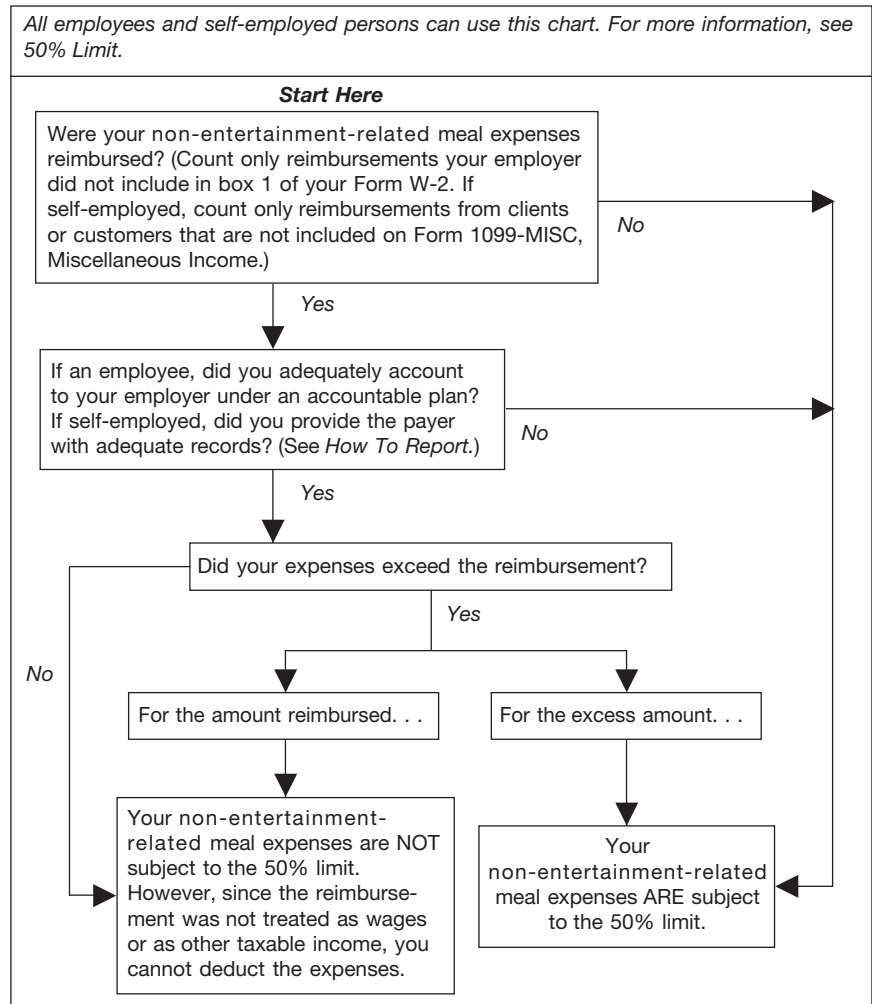 All employees and self-employed persons can use this chart. For more information, see
50% Limit.
Start Here
Were your non-entertainment-related meal expenses
reimbursed? (Count only reimbursements your employer
did not include in box 1 of your Form W-2. If
self-employed, count only reimbursements from clients
or customers that are not included on Form 1099-MISC,
Miscellaneous Income.)
No
Yes
If an employee, did you adequately account
to your employer under an accountable plan?
If self-employed, did you provide the payer
with adequate records? (See How To Report.)
No
Yes
Did your expenses exceed the reimbursement?
Yes
No
For the amount reimbursed. . .
For the excess amount. . .
Your non-entertainment-
related meal expenses are NOT
subject to the 50% limit.
However, since the reimburse-
ment was not treated as wages
or as other taxable income, you
cannot deduct the expenses.
Your
non-entertainment-related
meal expenses ARE subject
to the 50% limit.